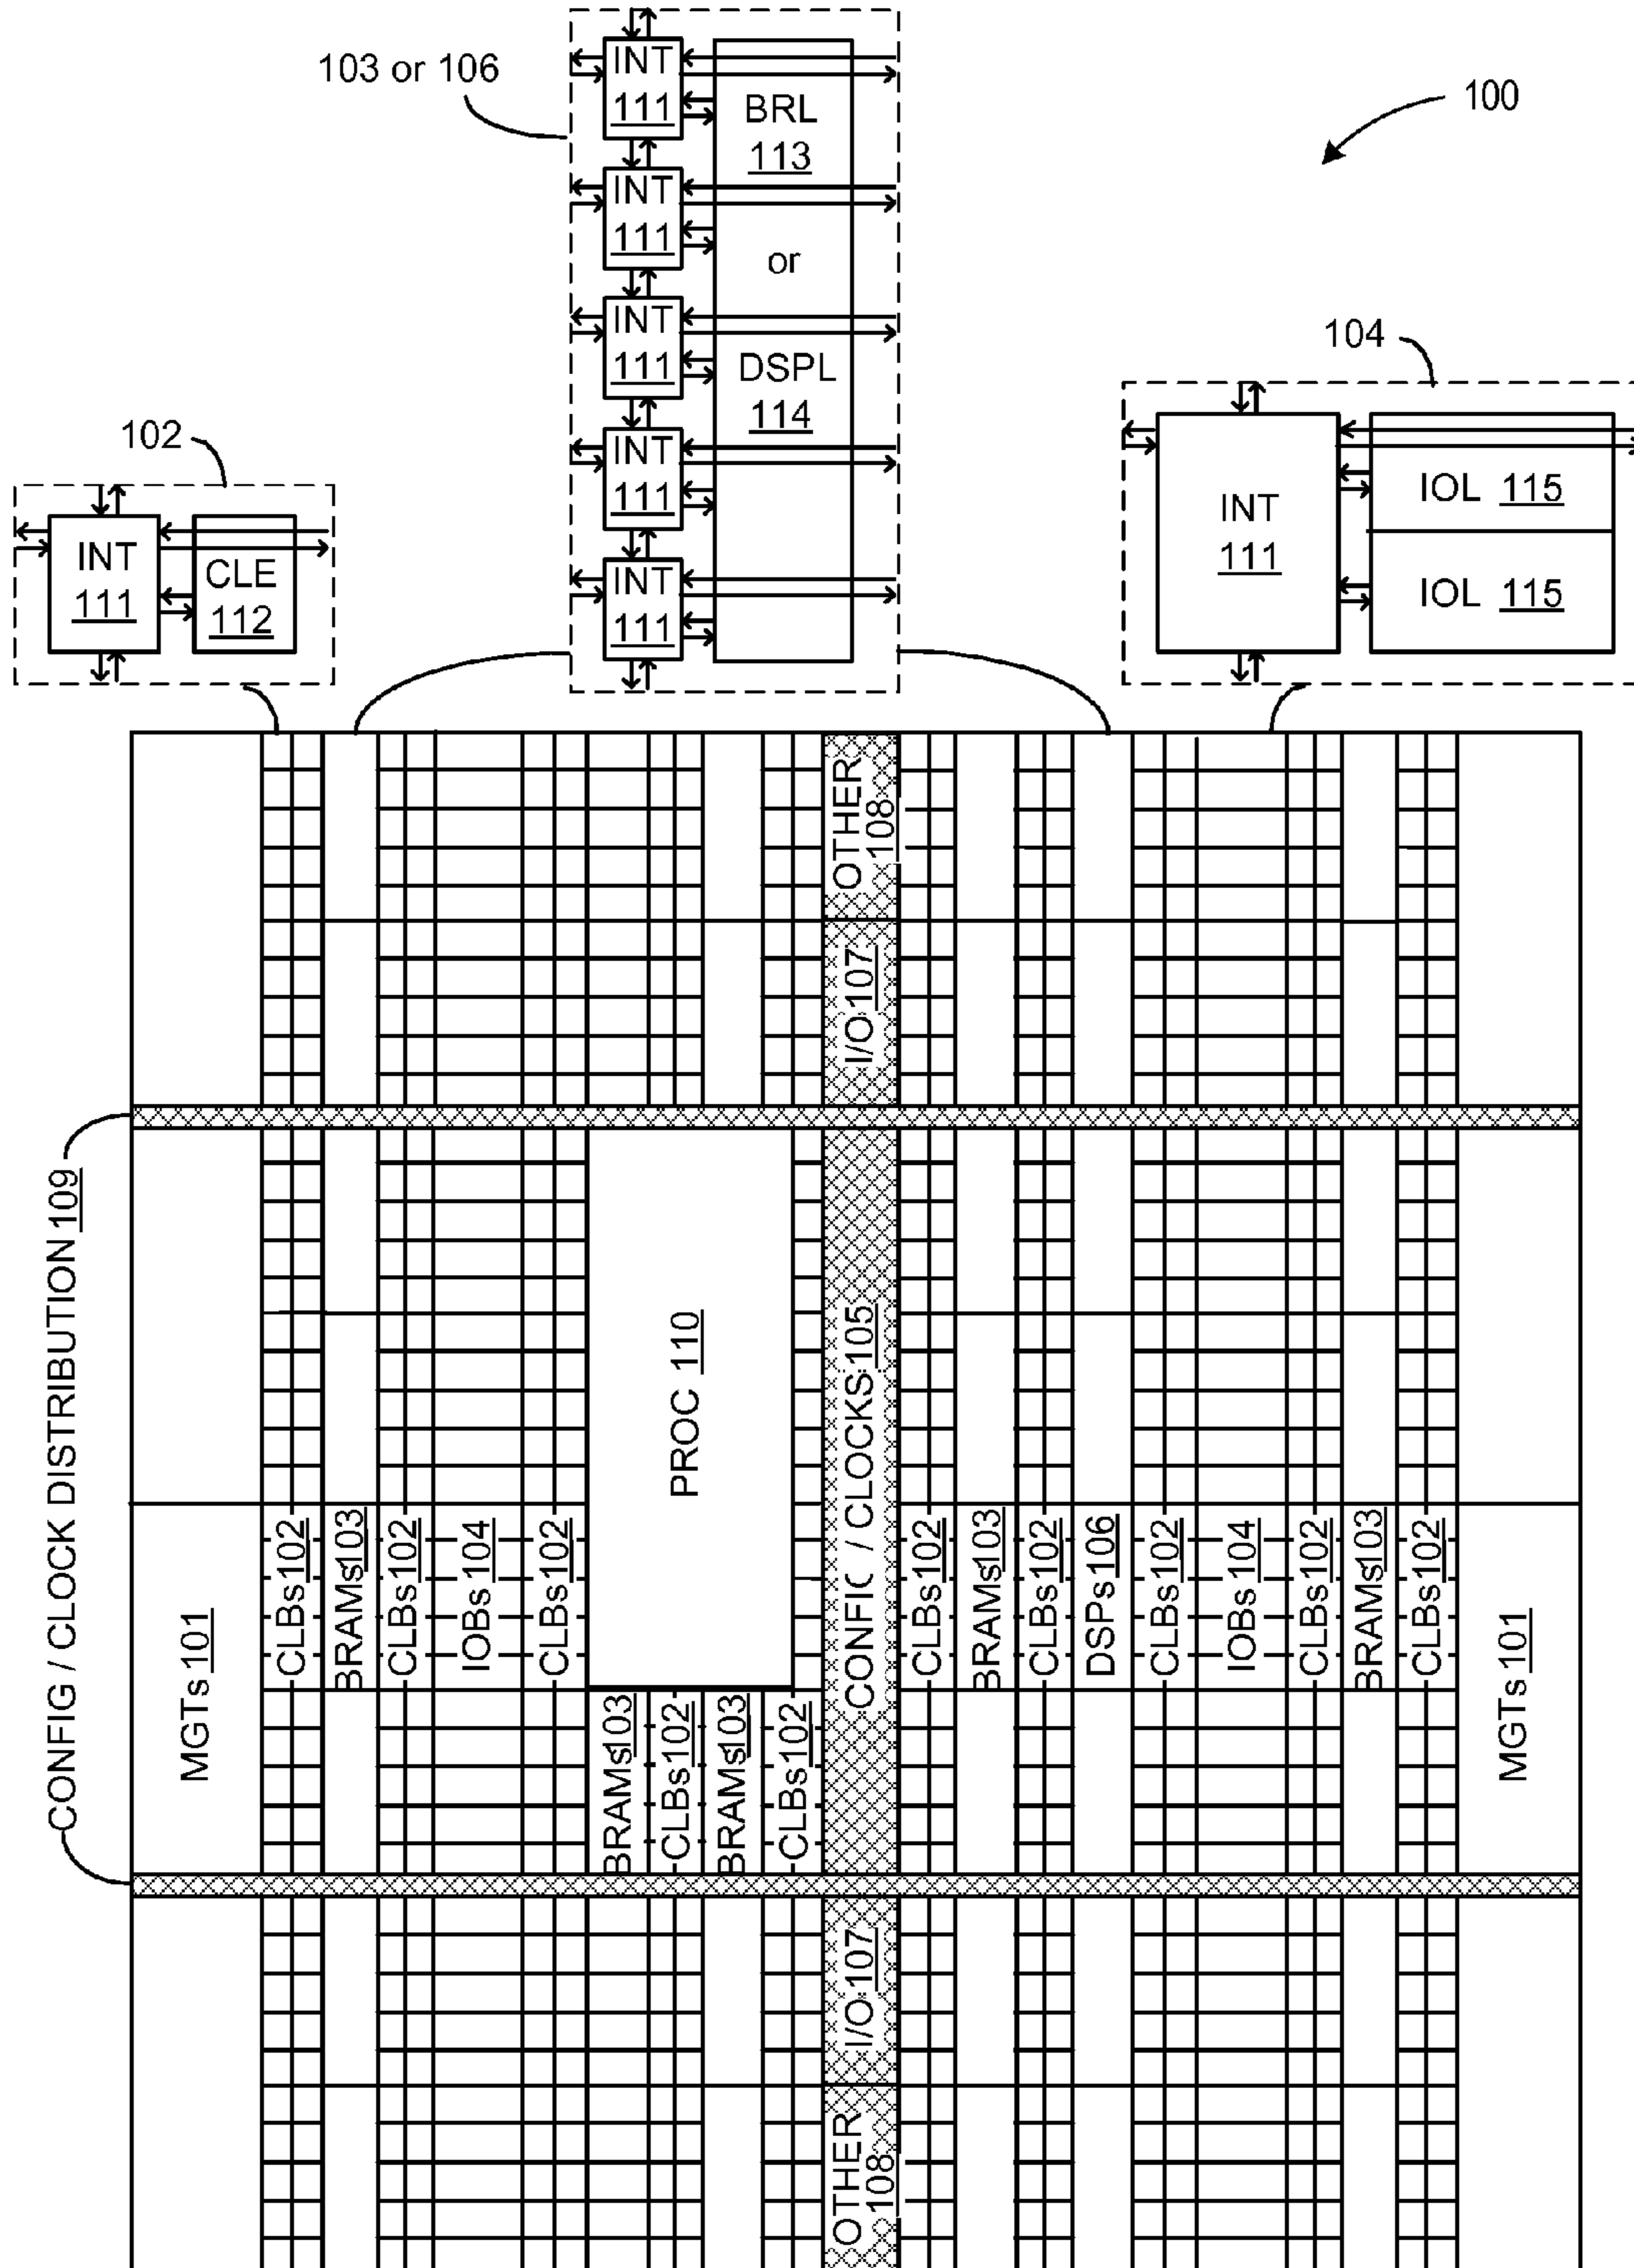 103 or 106
100
INT
111
INT
111
INT
111
INT
111
INT
111
BRL
113
or
DSPL
114
104
INT
111
IOL 115
IOL 115
102
INT
111
CLE
112
OTHER
108
I/O 107
CONFIG / CLOCK DISTRIBUTION 109
PROC 110
CONFIG / CLOCKS 105
MGTs 101
CLBs 102
BRAMs 103
CLBs 102
IOBs 104
CLBs 102
BRAMs 103
CLBs 102
BRAMs 103
CLBs 102
CLBs 102
BRAMs 103
CLBs 102
DSPs 106
CLBs 102
IOBs 104
CLBs 102
BRAMs 103
CLBs 102
MGTs 101
I/O 107
OTHER
108